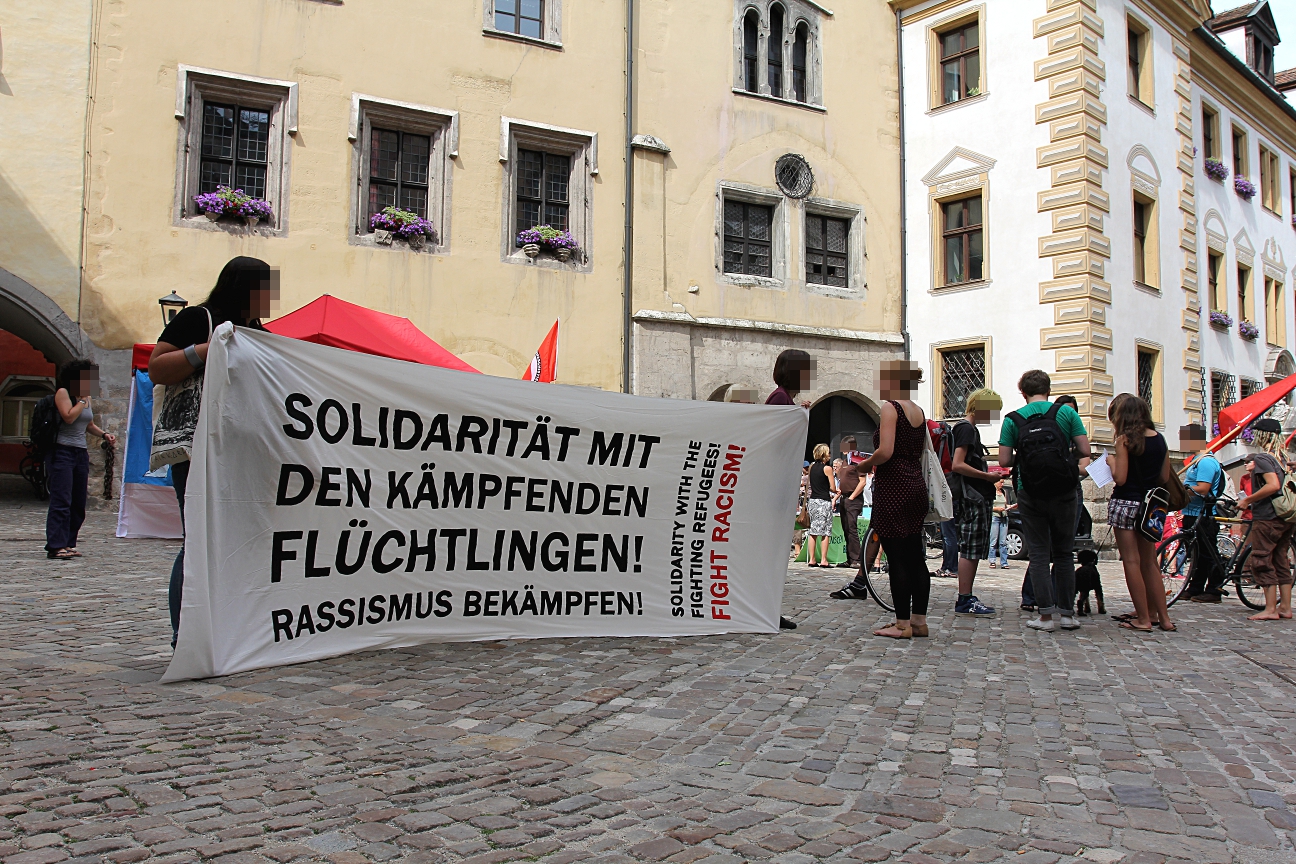 SOLIDARITÄT MIT
DEN KÄMPFENDEN
FLÜCHTLINGEN!
RASSISMUS BEKÄMPFEN!
SOLIDARITY WITH THE
FIGHTING REFUGEES!
FIGHT RACISM!